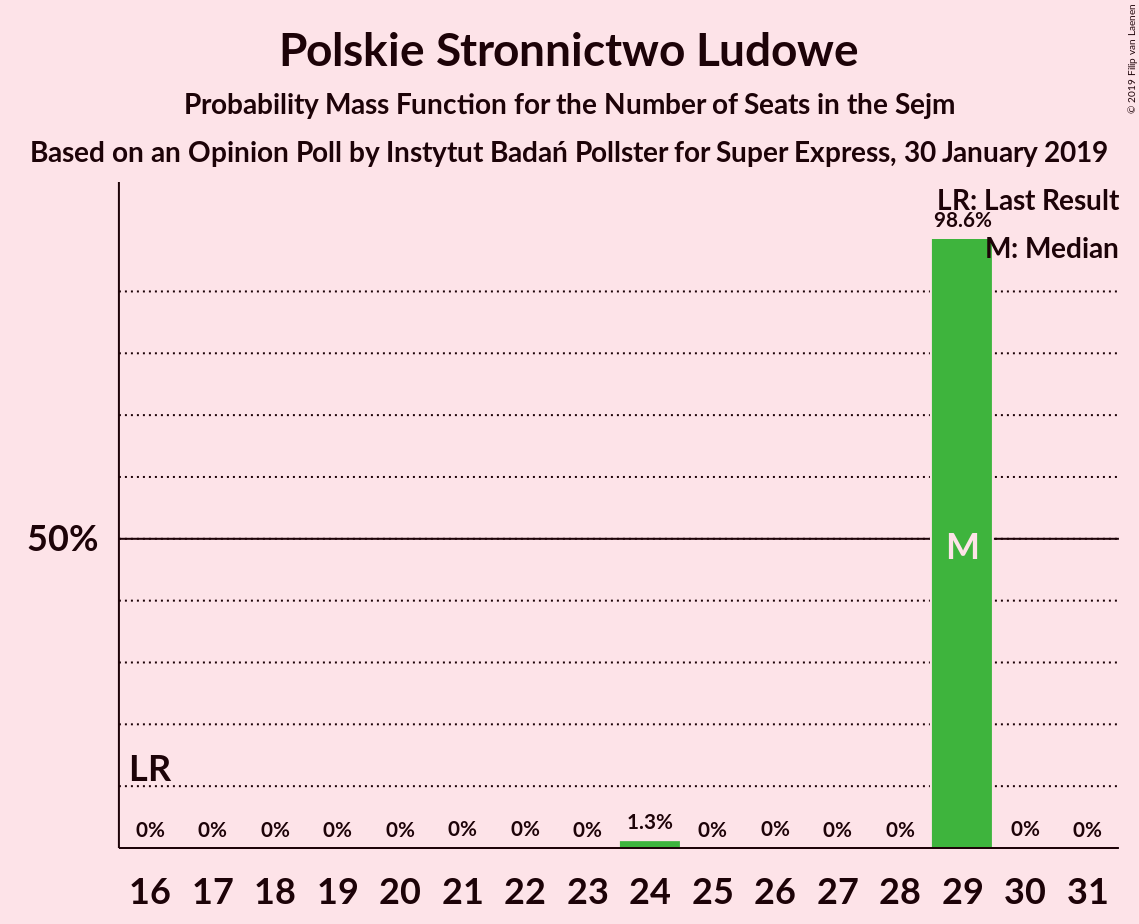 Polskie Stronnictwo Ludowe
Probability Mass Function for the Number of Seats in the Sejm
Based on an Opinion Poll by Instytut Badań Pollster for Super Express, 30 January 2019
© 2019 Filip van Laenen
LR: Last Result
98.6%
M: Median
50%
M
LR
0% 0% 0% 0% 0% 0% 0% 0% 1.3% 0% 0% 0% 0% 0% 0%
16 17 18 19 20 21 22 23 24 25 26 27 28 29 30 31